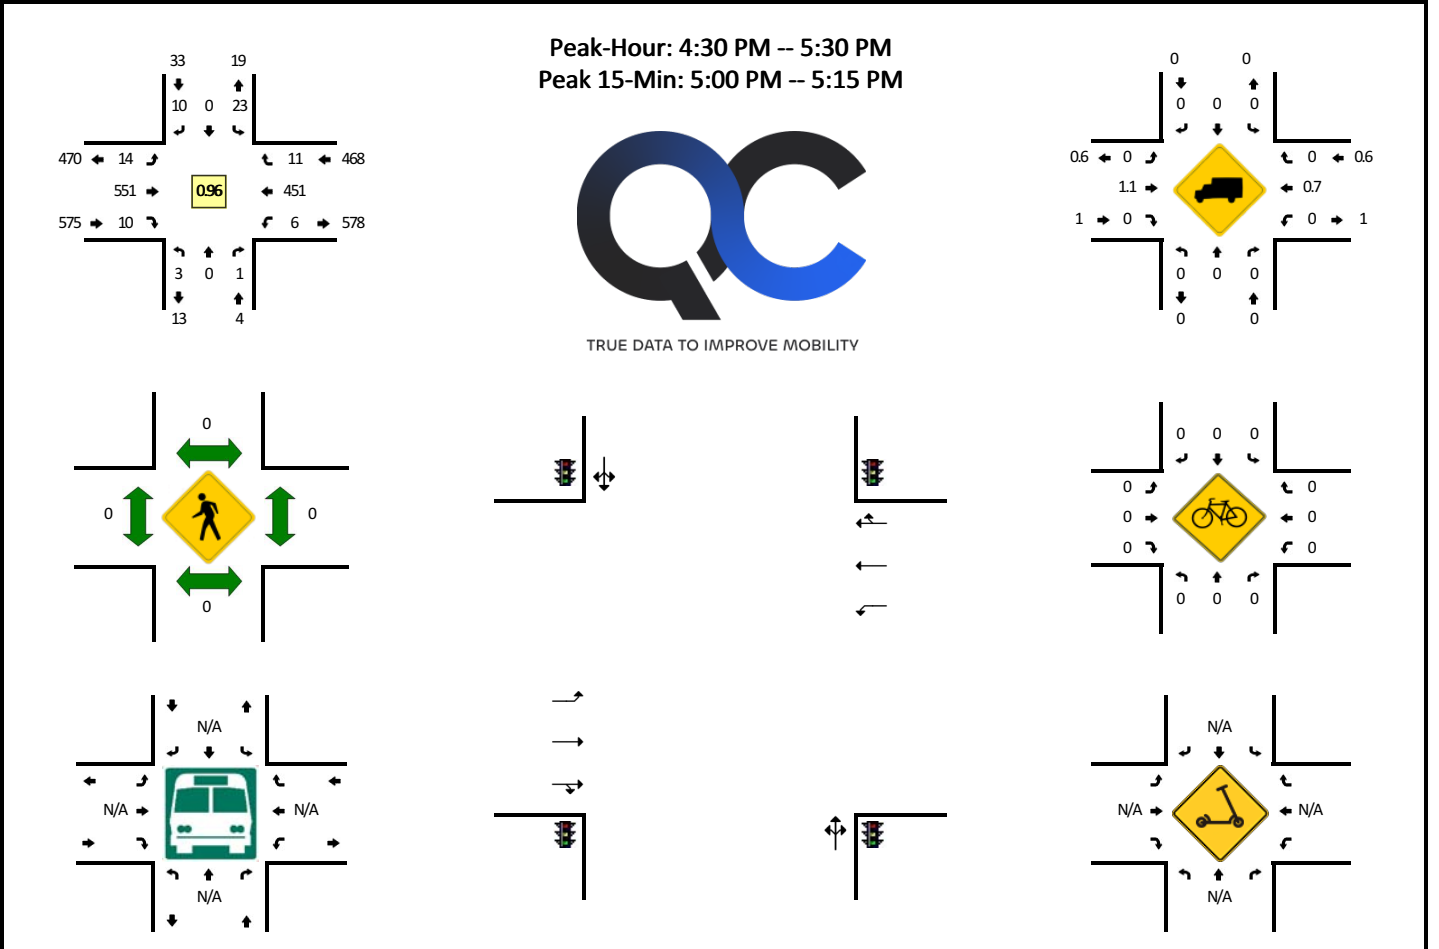 Peak-Hour: 4:30 PM -- 5:30 PM
Peak 15-Min: 5:00 PM -- 5:15 PM
33 19
10 0 23
470 14 11 468
551 0.96 451
575 10 6 578
3 0 1
13 4
TRUE DATA TO IMPROVE MOBILITY
0 0
0 0 0
0.6 0 0 0.6
1.1 0.7
1 0 0 1
0 0 0
0 0
0
0 0
0
0 0 0
0 0
0 0
0 0
0 0 0
N/A
N/A N/A
N/A
N/A
N/A N/A
N/A
QC